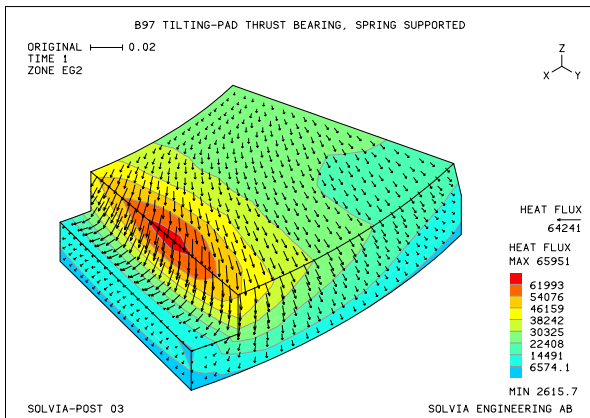 B97 TILTING-PAD THRUST BEARING, SPRING SUPPORTED
ORIGINAL 0.02
TIME 1
ZONE EG2
Z
X Y
HEAT FLUX
64241
HEAT FLUX
MAX 65951
61993
54076
46159
38242
30325
22408
14491
6574.1
MIN 2615.7
SOLVIA-POST 03
SOLVIA ENGINEERING AB